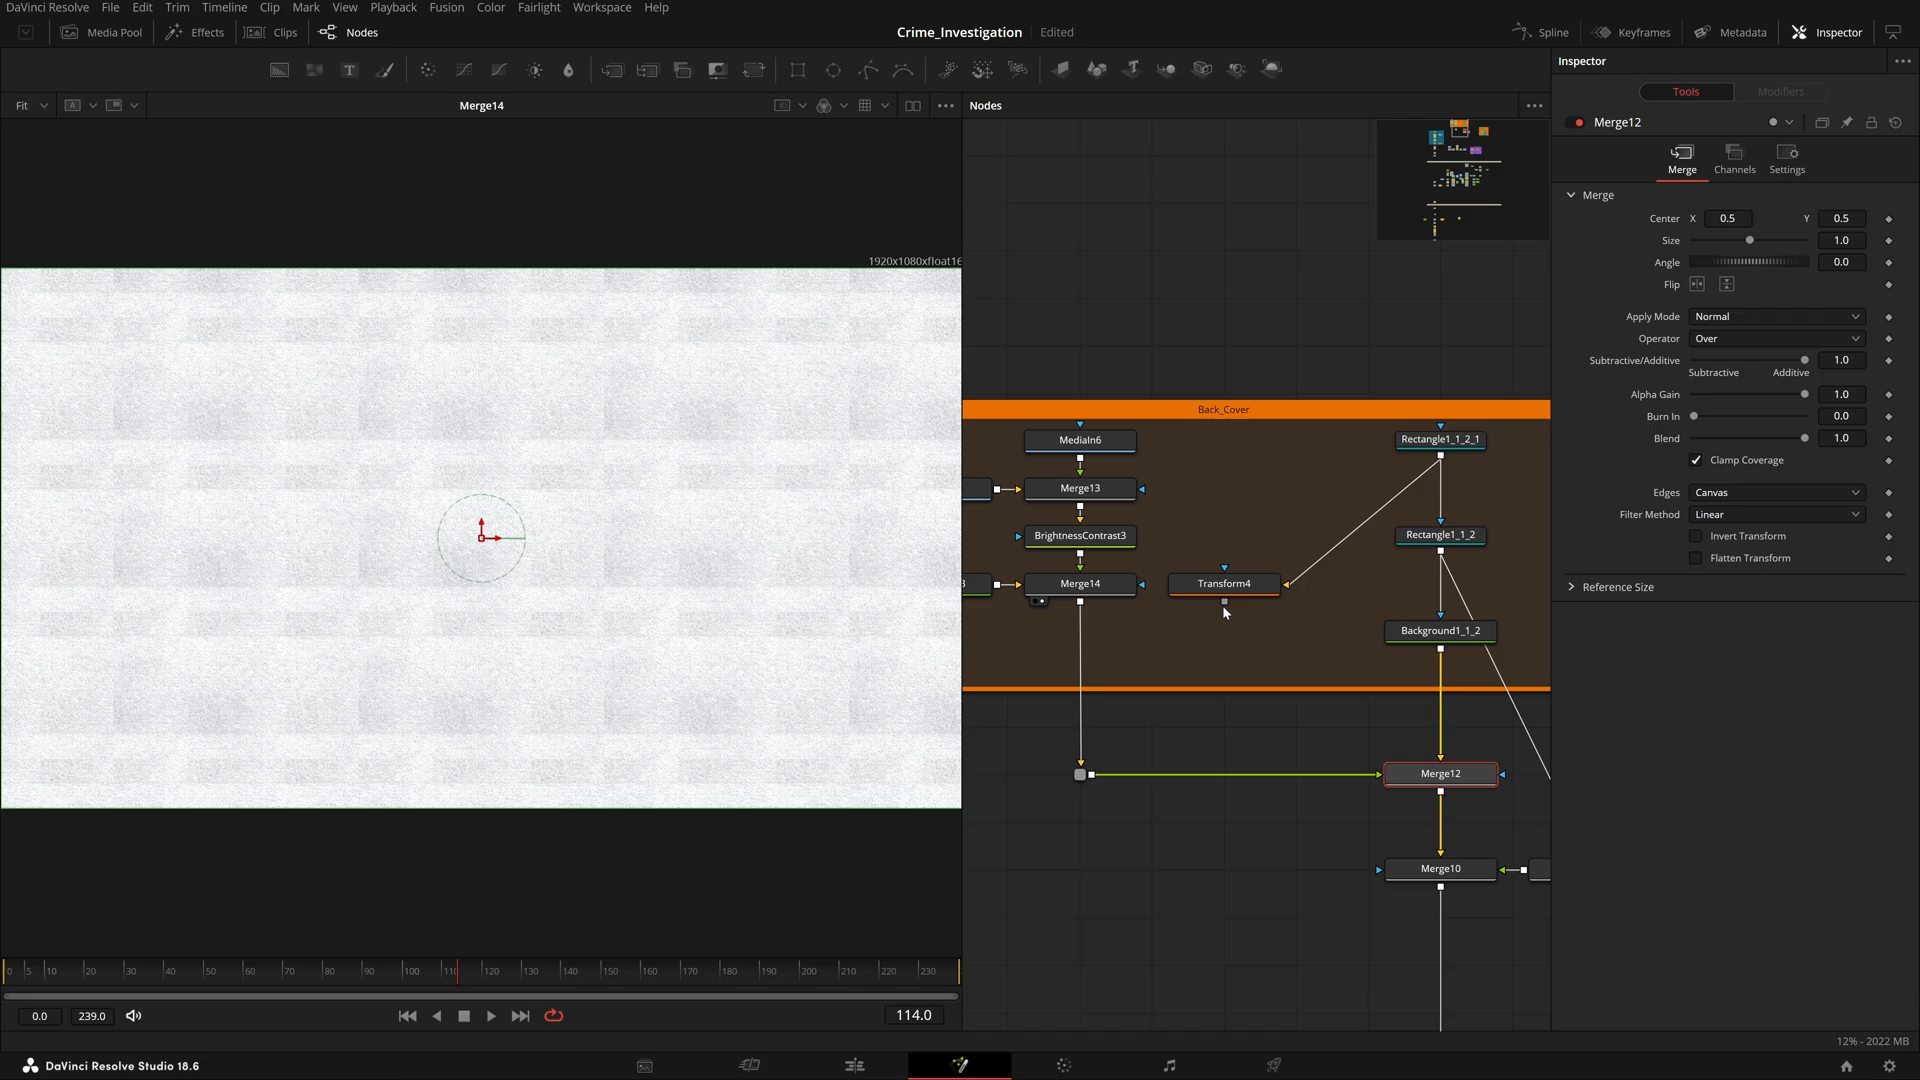 DaVinci Resolve File Edit Trim Timeline Clip Mark View Playback Fusion Color Fairlight Workspace Help
Media Pool Effects Clips Nodes Crime_Investigation Edited Spline Keyframes Metadata Inspector
Inspector
Fit Merge14 Nodes
Tools Modifiers
Merge12
Merge Channels Settings
Merge
Center X 0.5 Y 0.5
Size 1.0
1920x1080xfloat16
Angle 0.0
Flip
Apply Mode Normal
Operator Over
Subtractive/Additive 1.0
Subtractive Additive
Alpha Gain 1.0
Back_Cover
Burn In 0.0
MediaIn6 Rectangle1_1_2_1
Blend 1.0
Clamp Coverage
Merge13
Edges Canvas
Filter Method Linear
BrightnessContrast3 Rectangle1_1_2
Invert Transform
Flatten Transform
3 Merge14 Transform4
Reference Size
Background1_1_2
Merge12
Merge10
0 5 10 20 30 40 50 60 70 80 90 100 110 120 130 140 150 160 170 180 190 200 210 220 230
0.0 239.0 114.0
12% - 2022 MB
DaVinci Resolve Studio 18.6